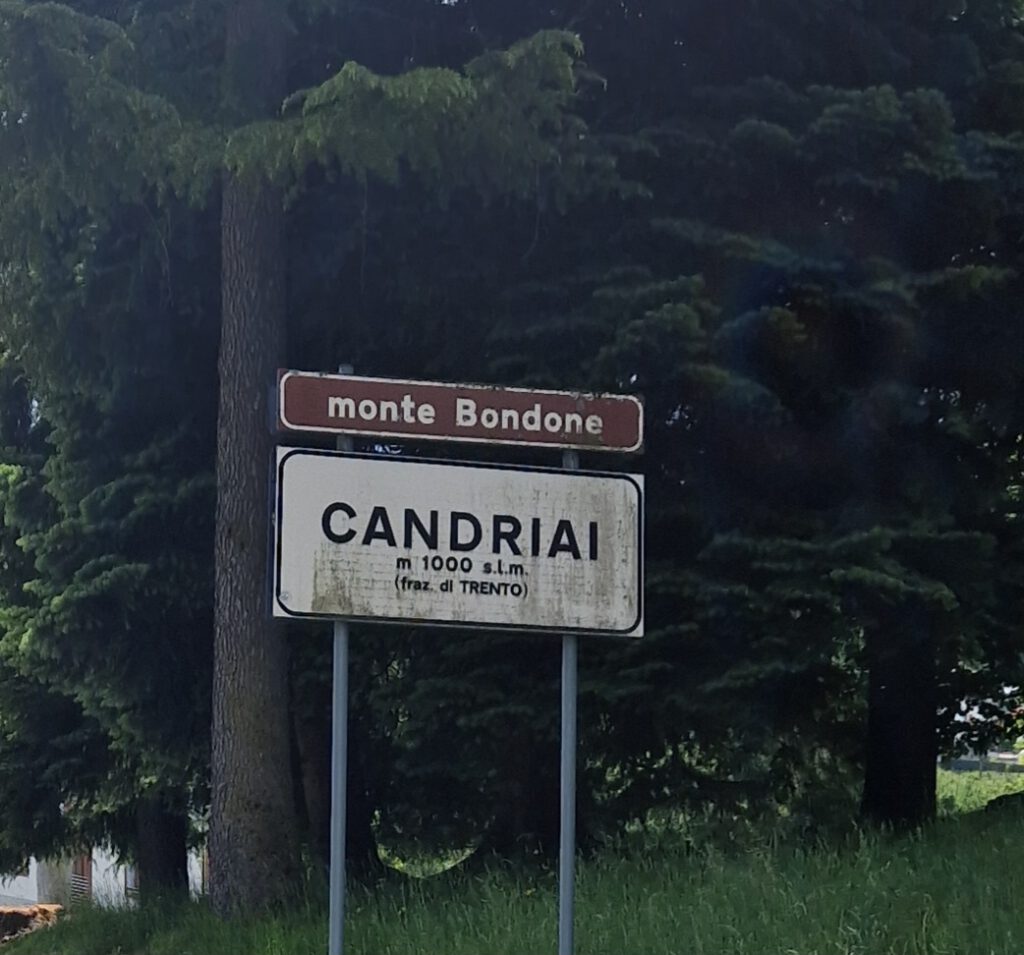 monte Bondone
CANDRIAI
m 1000 s.l.m.
(fraz. di TRENTO)